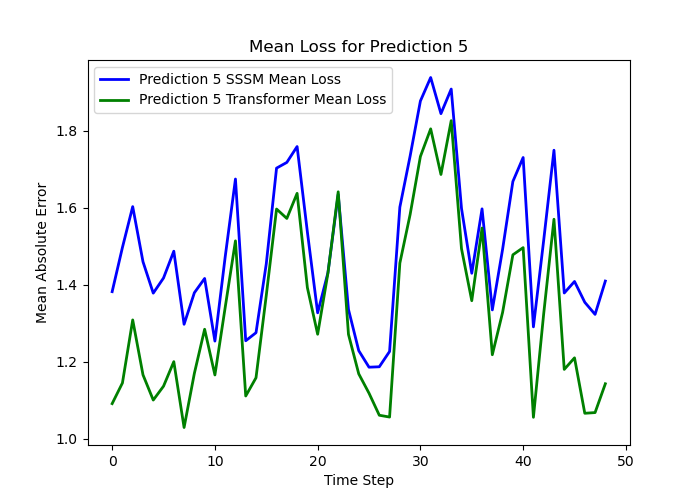 Mean Loss for Prediction 5
Prediction 5 SSSM Mean Loss
Prediction 5 Transformer Mean Loss
Mean Absolute Error
1.8
1.6
1.4
1.2
1.0
0 10 20 30 40 50
Time Step